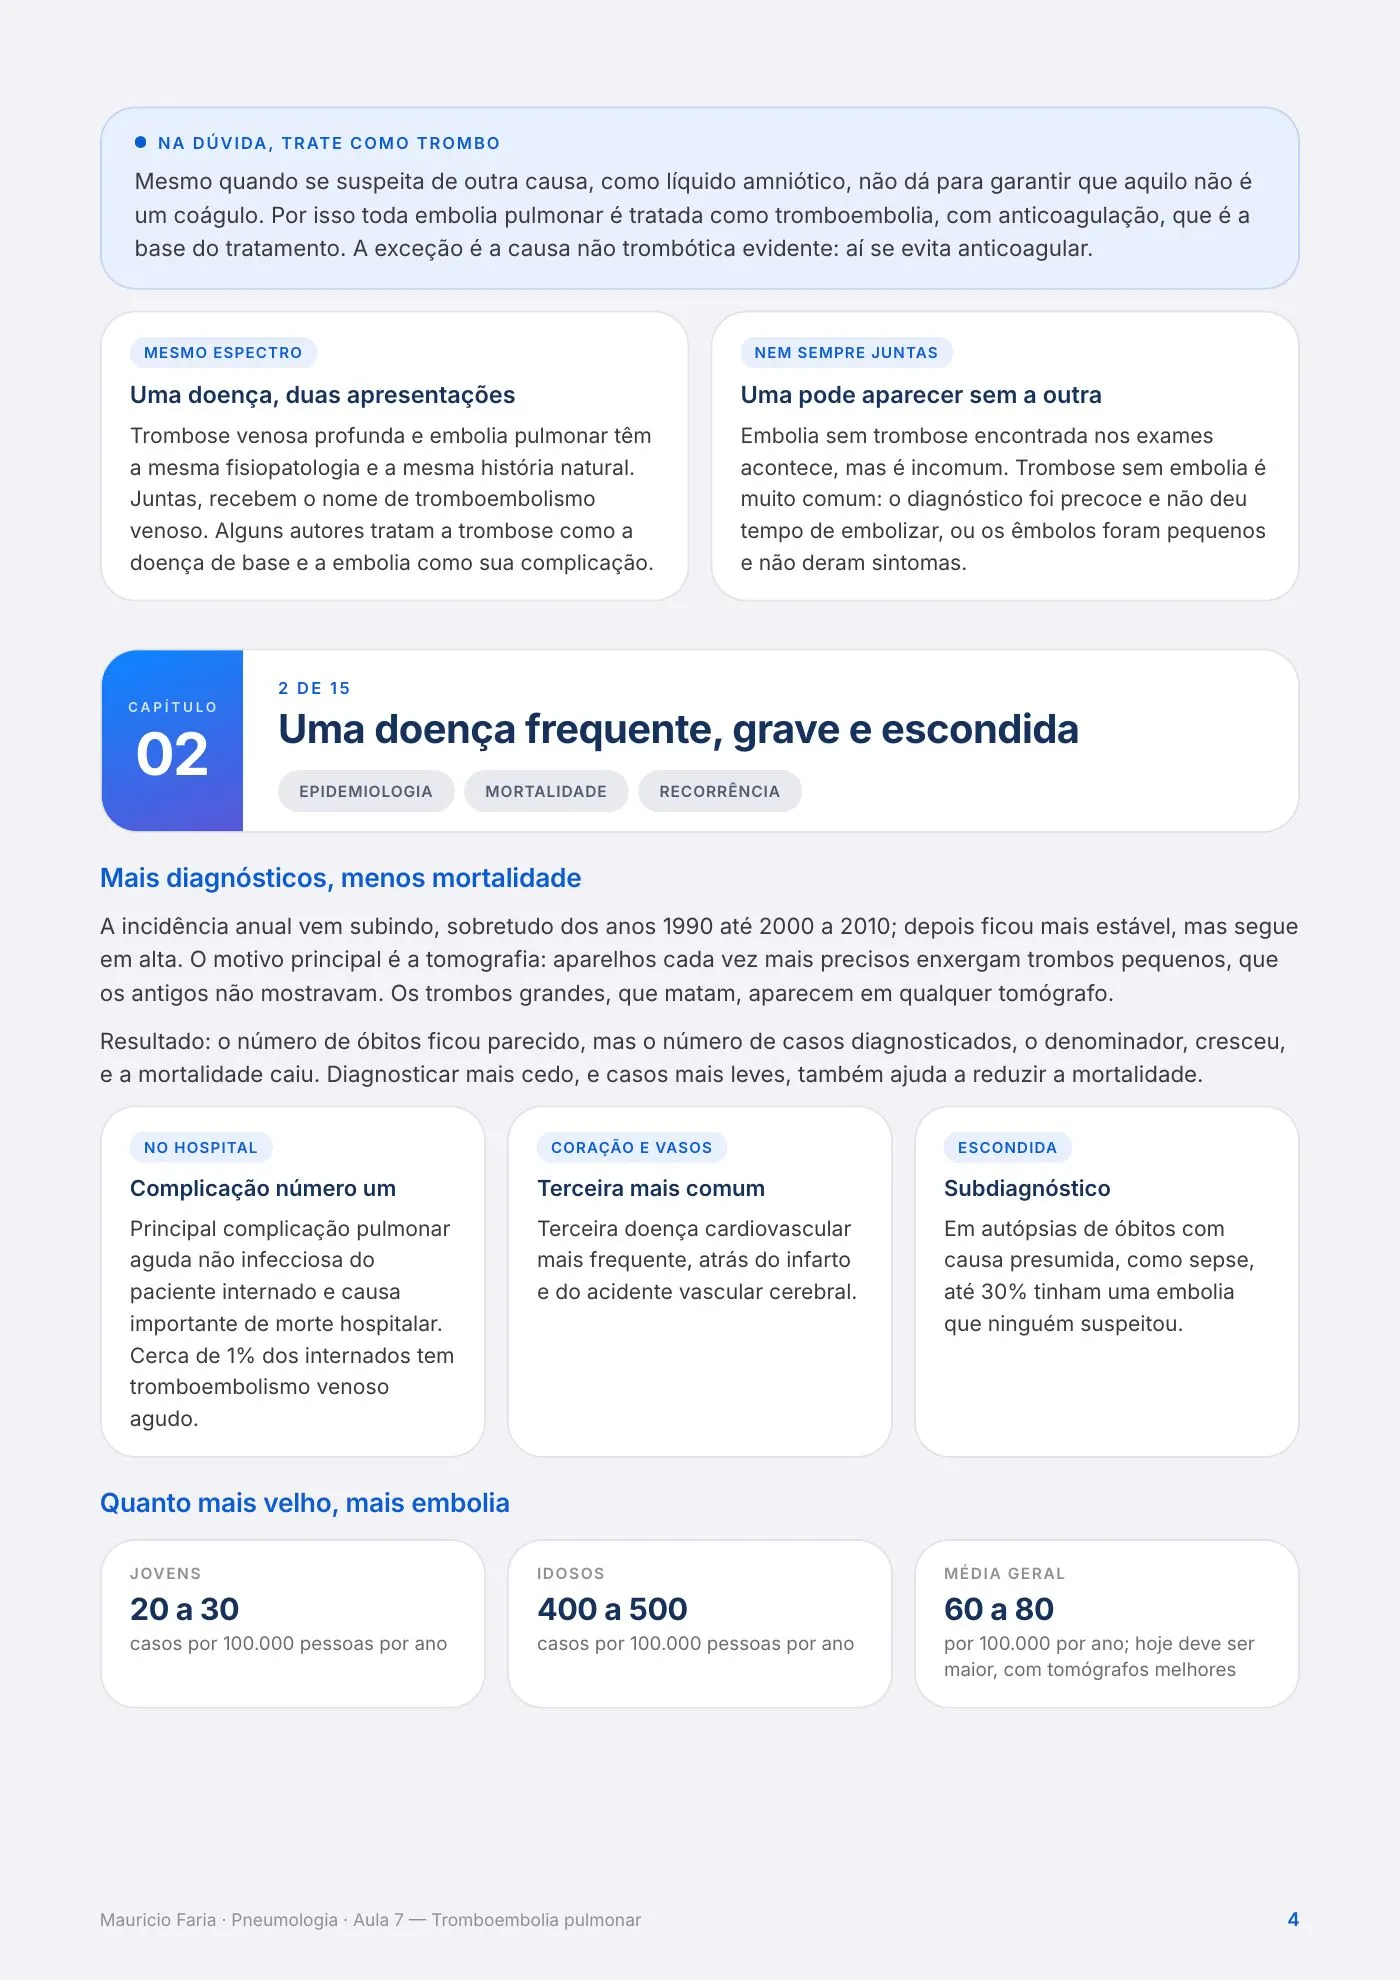 NA DÚVIDA, TRATE COMO TROMBO
Mesmo quando se suspeita de outra causa, como líquido amniótico, não dá para garantir que aquilo não é
um coágulo. Por isso toda embolia pulmonar é tratada como tromboembolia, com anticoagulação, que é a
base do tratamento. A exceção é a causa não trombótica evidente: aí se evita anticoagular.
MESMO ESPECTRO
Uma doença, duas apresentações
Trombose venosa profunda e embolia pulmonar têm
a mesma fisiopatologia e a mesma história natural.
Juntas, recebem o nome de tromboembolismo
venoso. Alguns autores tratam a trombose como a
doença de base e a embolia como sua complicação.
NEM SEMPRE JUNTAS
Uma pode aparecer sem a outra
Embolia sem trombose encontrada nos exames
acontece, mas é incomum. Trombose sem embolia é
muito comum: o diagnóstico foi precoce e não deu
tempo de embolizar, ou os êmbolos foram pequenos
e não deram sintomas.
CAPÍTULO
02
2 DE 15
Uma doença frequente, grave e escondida
EPIDEMIOLOGIA
MORTALIDADE
RECORRÊNCIA
Mais diagnósticos, menos mortalidade
A incidência anual vem subindo, sobretudo dos anos 1990 até 2000 a 2010; depois ficou mais estável, mas segue
em alta. O motivo principal é a tomografia: aparelhos cada vez mais precisos enxergam trombos pequenos, que
os antigos não mostravam. Os trombos grandes, que matam, aparecem em qualquer tomógrafo.
Resultado: o número de óbitos ficou parecido, mas o número de casos diagnosticados, o denominador, cresceu,
e a mortalidade caiu. Diagnosticar mais cedo, e casos mais leves, também ajuda a reduzir a mortalidade.
NO HOSPITAL
Complicação número um
Principal complicação pulmonar
aguda não infecciosa do
paciente internado e causa
importante de morte hospitalar.
Cerca de 1% dos internados tem
tromboembolismo venoso
agudo.
CORAÇÃO E VASOS
Terceira mais comum
Terceira doença cardiovascular
mais frequente, atrás do infarto
e do acidente vascular cerebral.
ESCONDIDA
Subdiagnóstico
Em autópsias de óbitos com
causa presumida, como sepse,
até 30% tinham uma embolia
que ninguém suspeitou.
Quanto mais velho, mais embolia
JOVENS
20 a 30
casos por 100.000 pessoas por ano
IDOSOS
400 a 500
casos por 100.000 pessoas por ano
MÉDIA GERAL
60 a 80
por 100.000 por ano; hoje deve ser
maior, com tomógrafos melhores
Mauricio Faria · Pneumologia · Aula 7 — Tromboembolia pulmonar
4